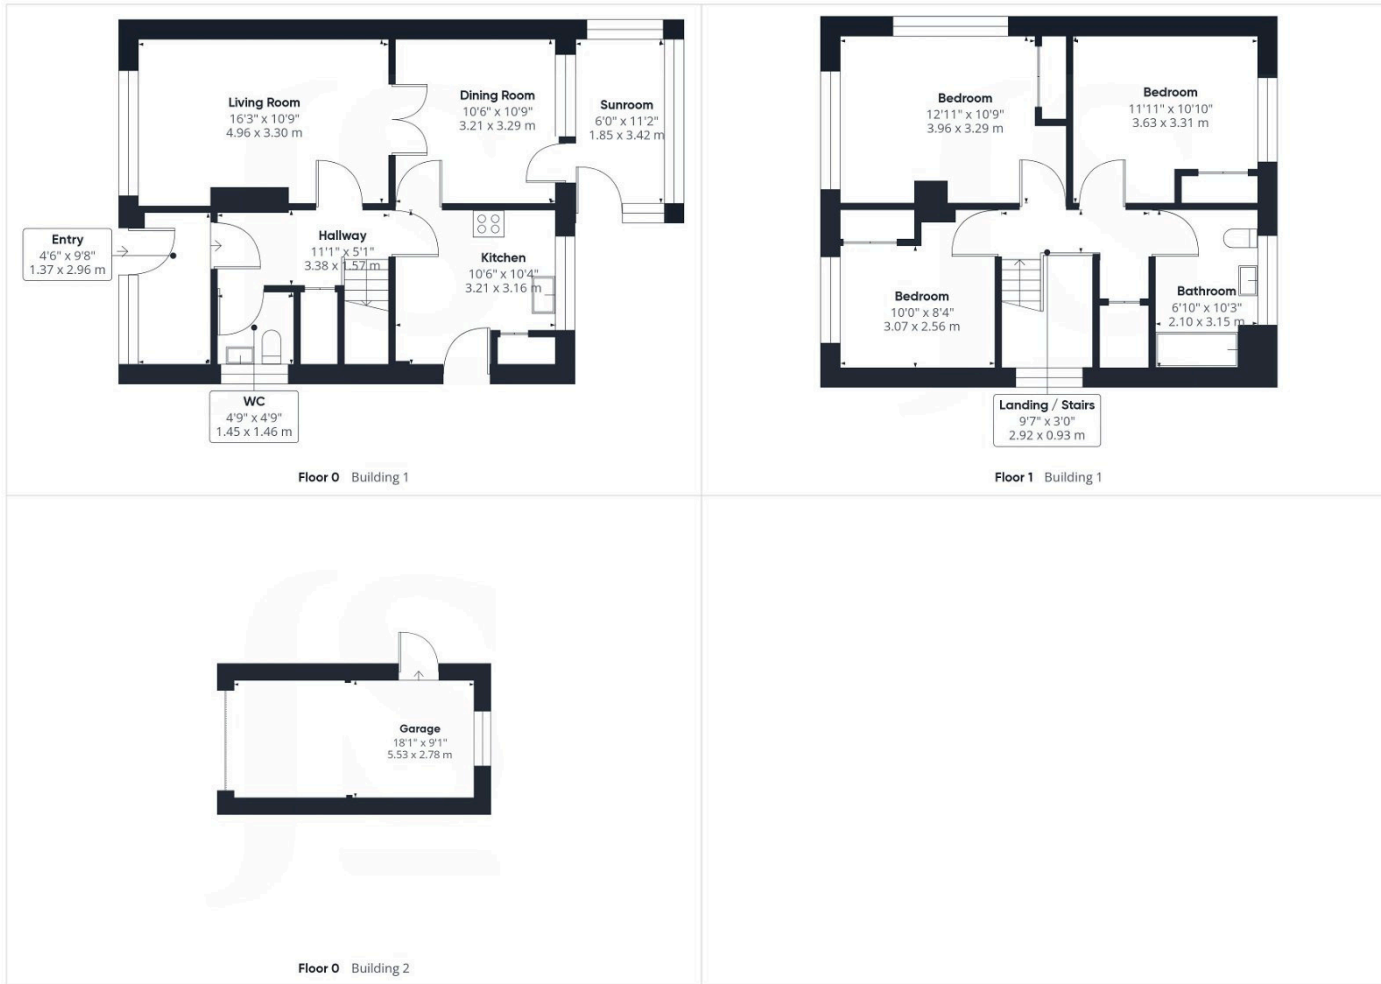 Living Room
16'3" x 10'9"
4.96 x 3.30 m
Dining Room
10'6" x 10'9"
3.21 x 3.29 m
Sunroom
6'0" x 11'2"
1.85 x 3.42 m
Entry
4'6" x 9'8"
1.37 x 2.96 m
Hallway
11'1" x 5'1"
3.38 x 1.57 m
Kitchen
10'6" x 10'4"
3.21 x 3.16 m
WC
4'9" x 4'9"
1.45 x 1.46 m
Floor 0 Building 1
Bedroom
12'11" x 10'9"
3.96 x 3.29 m
Bedroom
11'11" x 10'10"
3.63 x 3.31 m
Bedroom
10'0" x 8'4"
3.07 x 2.56 m
Bathroom
6'10" x 10'3"
2.10 x 3.15 m
Landing / Stairs
9'7" x 3'0"
2.92 x 0.93 m
Floor 1 Building 1
Garage
18'1" x 9'1"
5.53 x 2.78 m
Floor 0 Building 2